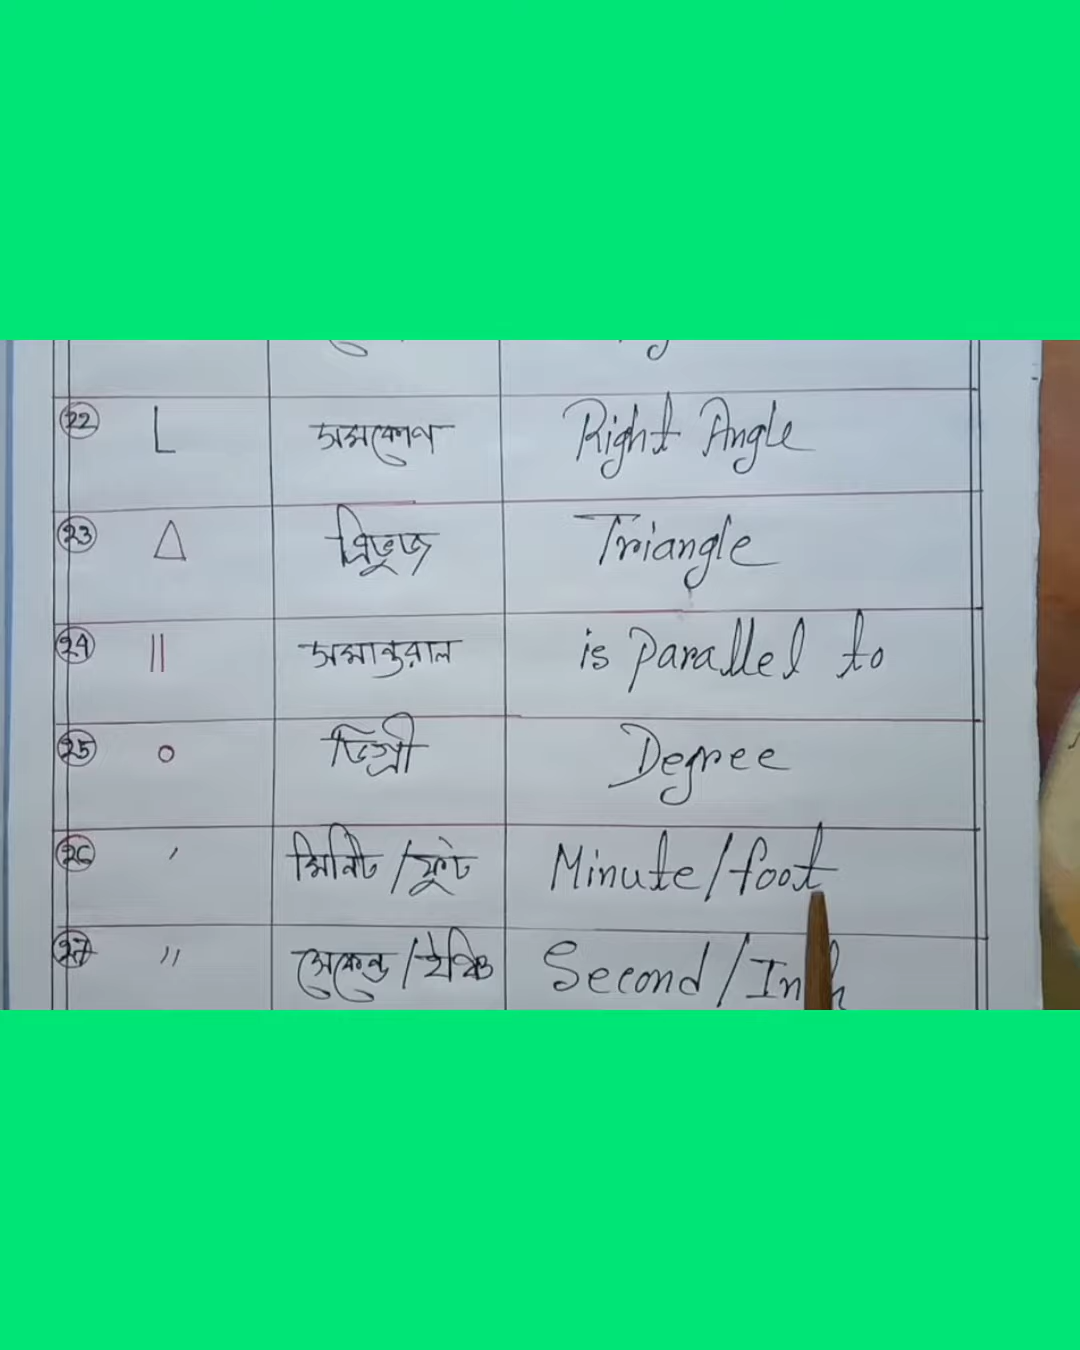 22 L সমকোণ Right Angle
23 Δ ত্রিভুজ Triangle
24 || সমান্তরাল is parallel to
25 ० ডিগ্রী Degree
26 ′ মিনিট/ফুট Minute/foot
27 ″ সেকেন্ড/ইঞ্চি Second/